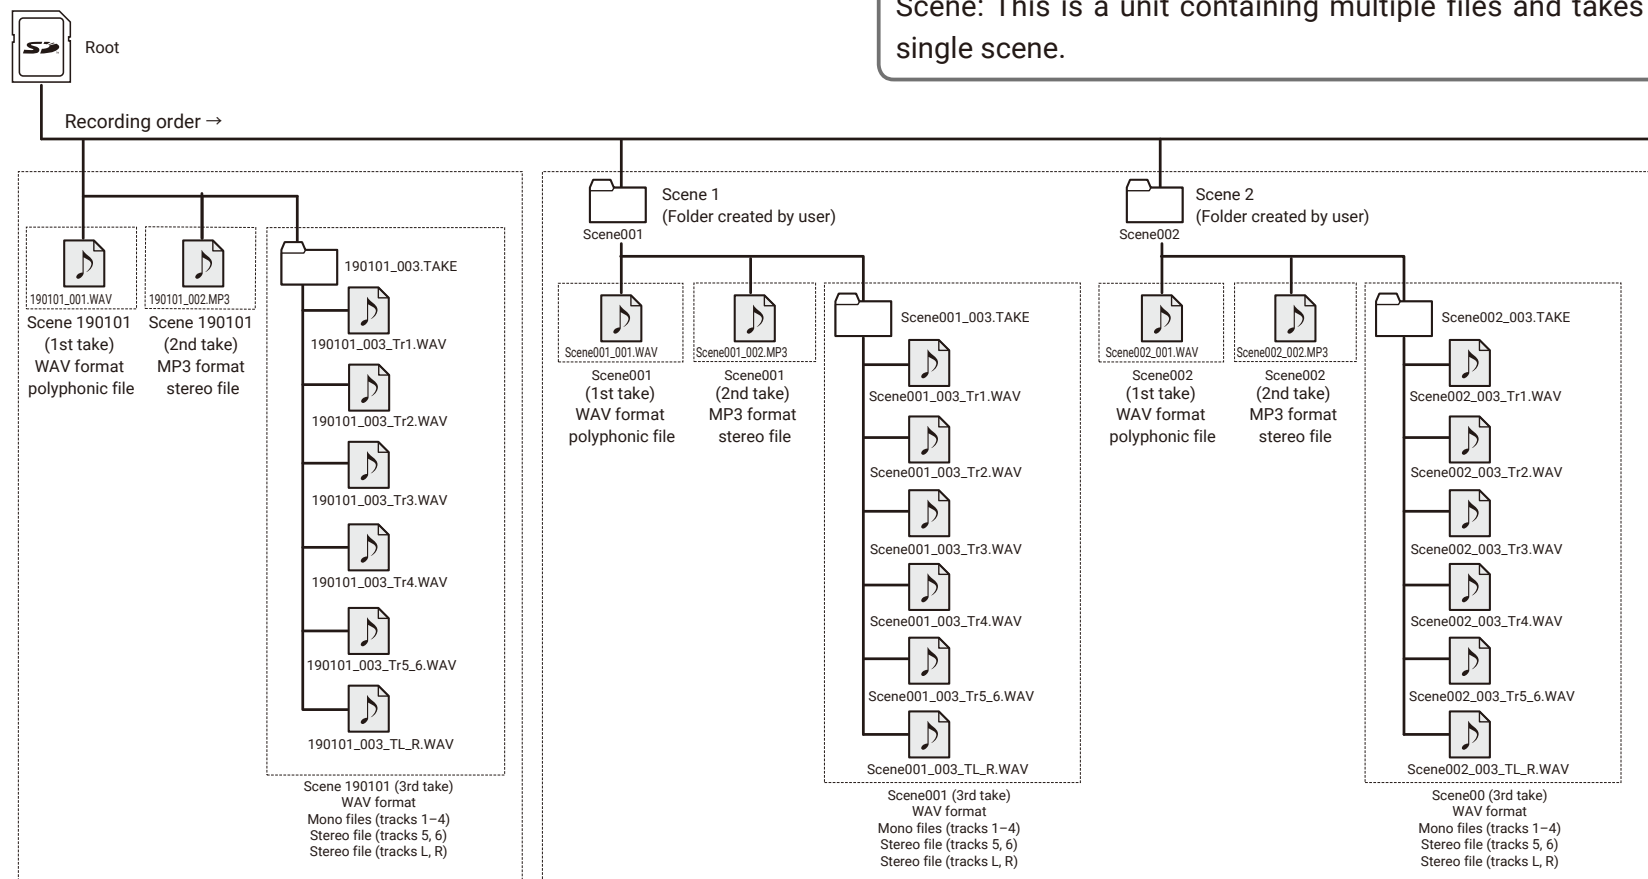 Scene: This is a unit containing multiple files and takes
single scene.
SD
Root
Recording order →
190101_001.WAV
Scene 190101
(1st take)
WAV format
polyphonic file
190101_002.MP3
Scene 190101
(2nd take)
MP3 format
stereo file
190101_003.TAKE
190101_003_Tr1.WAV
190101_003_Tr2.WAV
190101_003_Tr3.WAV
190101_003_Tr4.WAV
190101_003_Tr5_6.WAV
190101_003_TL_R.WAV
Scene 190101 (3rd take)
WAV format
Mono files (tracks 1–4)
Stereo file (tracks 5, 6)
Stereo file (tracks L, R)
Scene 1
(Folder created by user)
Scene001
Scene001_001.WAV
Scene001
(1st take)
WAV format
polyphonic file
Scene001_002.MP3
Scene001
(2nd take)
MP3 format
stereo file
Scene001_003.TAKE
Scene001_003_Tr1.WAV
Scene001_003_Tr2.WAV
Scene001_003_Tr3.WAV
Scene001_003_Tr4.WAV
Scene001_003_Tr5_6.WAV
Scene001_003_TL_R.WAV
Scene001 (3rd take)
WAV format
Mono files (tracks 1–4)
Stereo file (tracks 5, 6)
Stereo file (tracks L, R)
Scene 2
(Folder created by user)
Scene002
Scene002_001.WAV
Scene002
(1st take)
WAV format
polyphonic file
Scene002_002.MP3
Scene002
(2nd take)
MP3 format
stereo file
Scene002_003.TAKE
Scene002_003_Tr1.WAV
Scene002_003_Tr2.WAV
Scene002_003_Tr3.WAV
Scene002_003_Tr4.WAV
Scene002_003_Tr5_6.WAV
Scene002_003_TL_R.WAV
Scene00 (3rd take)
WAV format
Mono files (tracks 1–4)
Stereo file (tracks 5, 6)
Stereo file (tracks L, R)